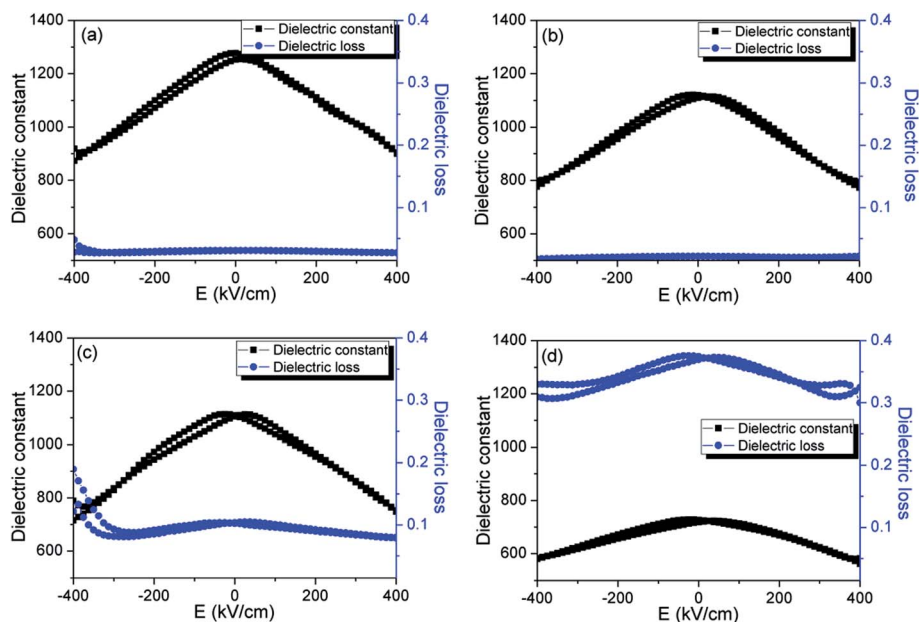 (a)
Dielectric constant
Dielectric loss
1400
1200
1000
800
600
Dielectric constant
0.4
0.3
0.2
0.1
Dielectric loss
-400 -200 0 200 400
E (kV/cm)
(b)
Dielectric constant
Dielectric loss
1400
1200
1000
800
600
Dielectric constant
0.4
0.3
0.2
0.1
Dielectric loss
-400 -200 0 200 400
E (kV/cm)
(c)
Dielectric constant
Dielectric loss
1400
1200
1000
800
600
Dielectric constant
0.4
0.3
0.2
0.1
Dielectric loss
-400 -200 0 200 400
E (kV/cm)
(d)
Dielectric constant
Dielectric loss
1400
1200
1000
800
600
Dielectric constant
0.4
0.3
0.2
0.1
Dielectric loss
-400 -200 0 200 400
E (kV/cm)